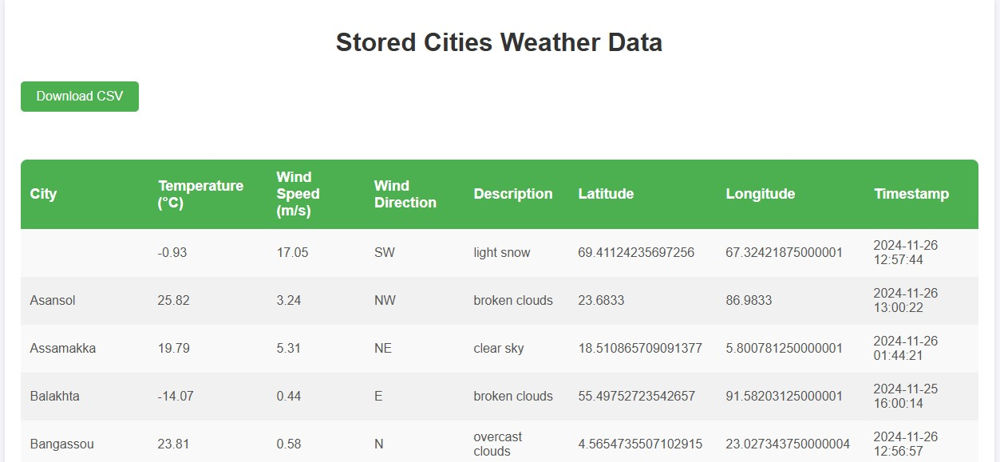 Stored Cities Weather Data
Download CSV
City Temperature (°C) Wind Speed (m/s) Wind Direction Description Latitude Longitude Timestamp
-0.93 17.05 SW light snow 69.41124235697256 67.32421875000001 2024-11-26 12:57:44
Asansol 25.82 3.24 NW broken clouds 23.6833 86.9833 2024-11-26 13:00:22
Assamakka 19.79 5.31 NE clear sky 18.510865709091377 5.800781250000001 2024-11-26 01:44:21
Balakhta -14.07 0.44 E broken clouds 55.49752723542657 91.58203125000001 2024-11-25 16:00:14
Bangassou 23.81 0.58 N overcast clouds 4.5654735507102915 23.027343750000004 2024-11-26 12:56:57